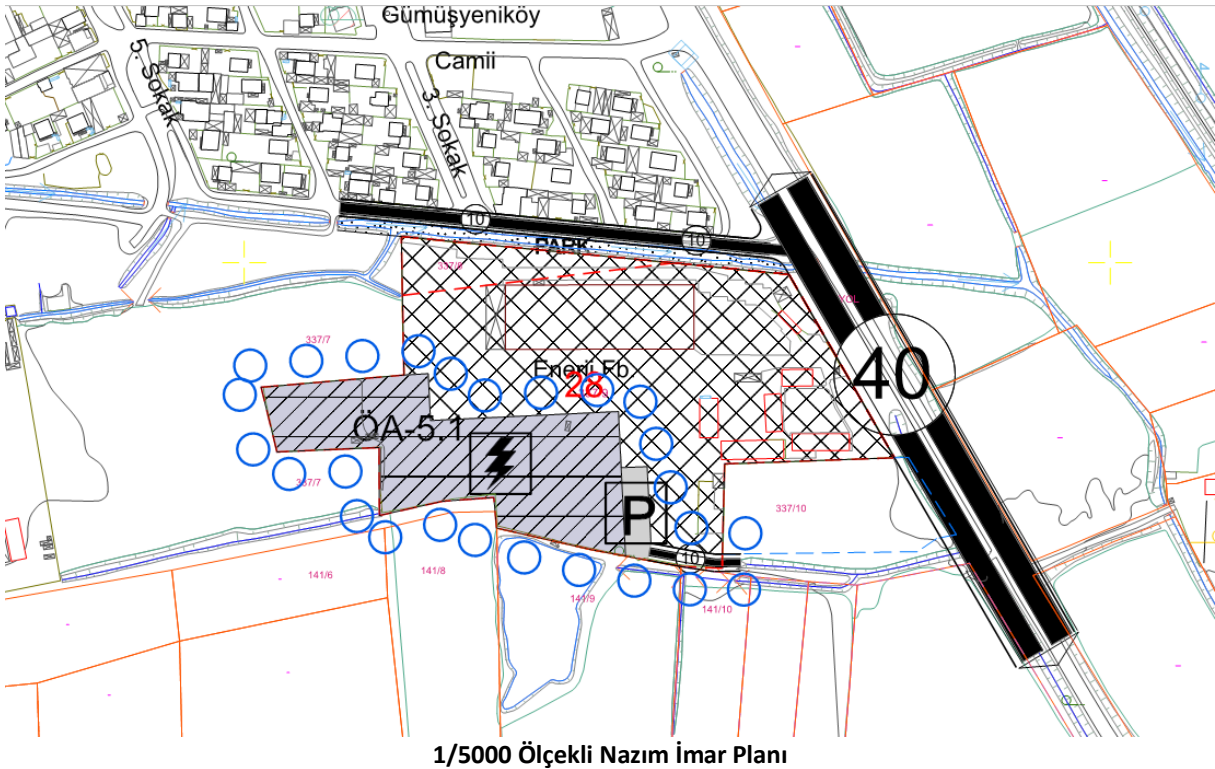 Gümüşyeniköy
Camii
5. Sokak
3. Sokak
10
10
PARK
337/8
YOL
337/7
Enerji Fb.
28
40
ÖA-5.1
337/7
P
337/10
10
141/6
141/8
141/9
141/10
1/5000 Ölçekli Nazım İmar Planı